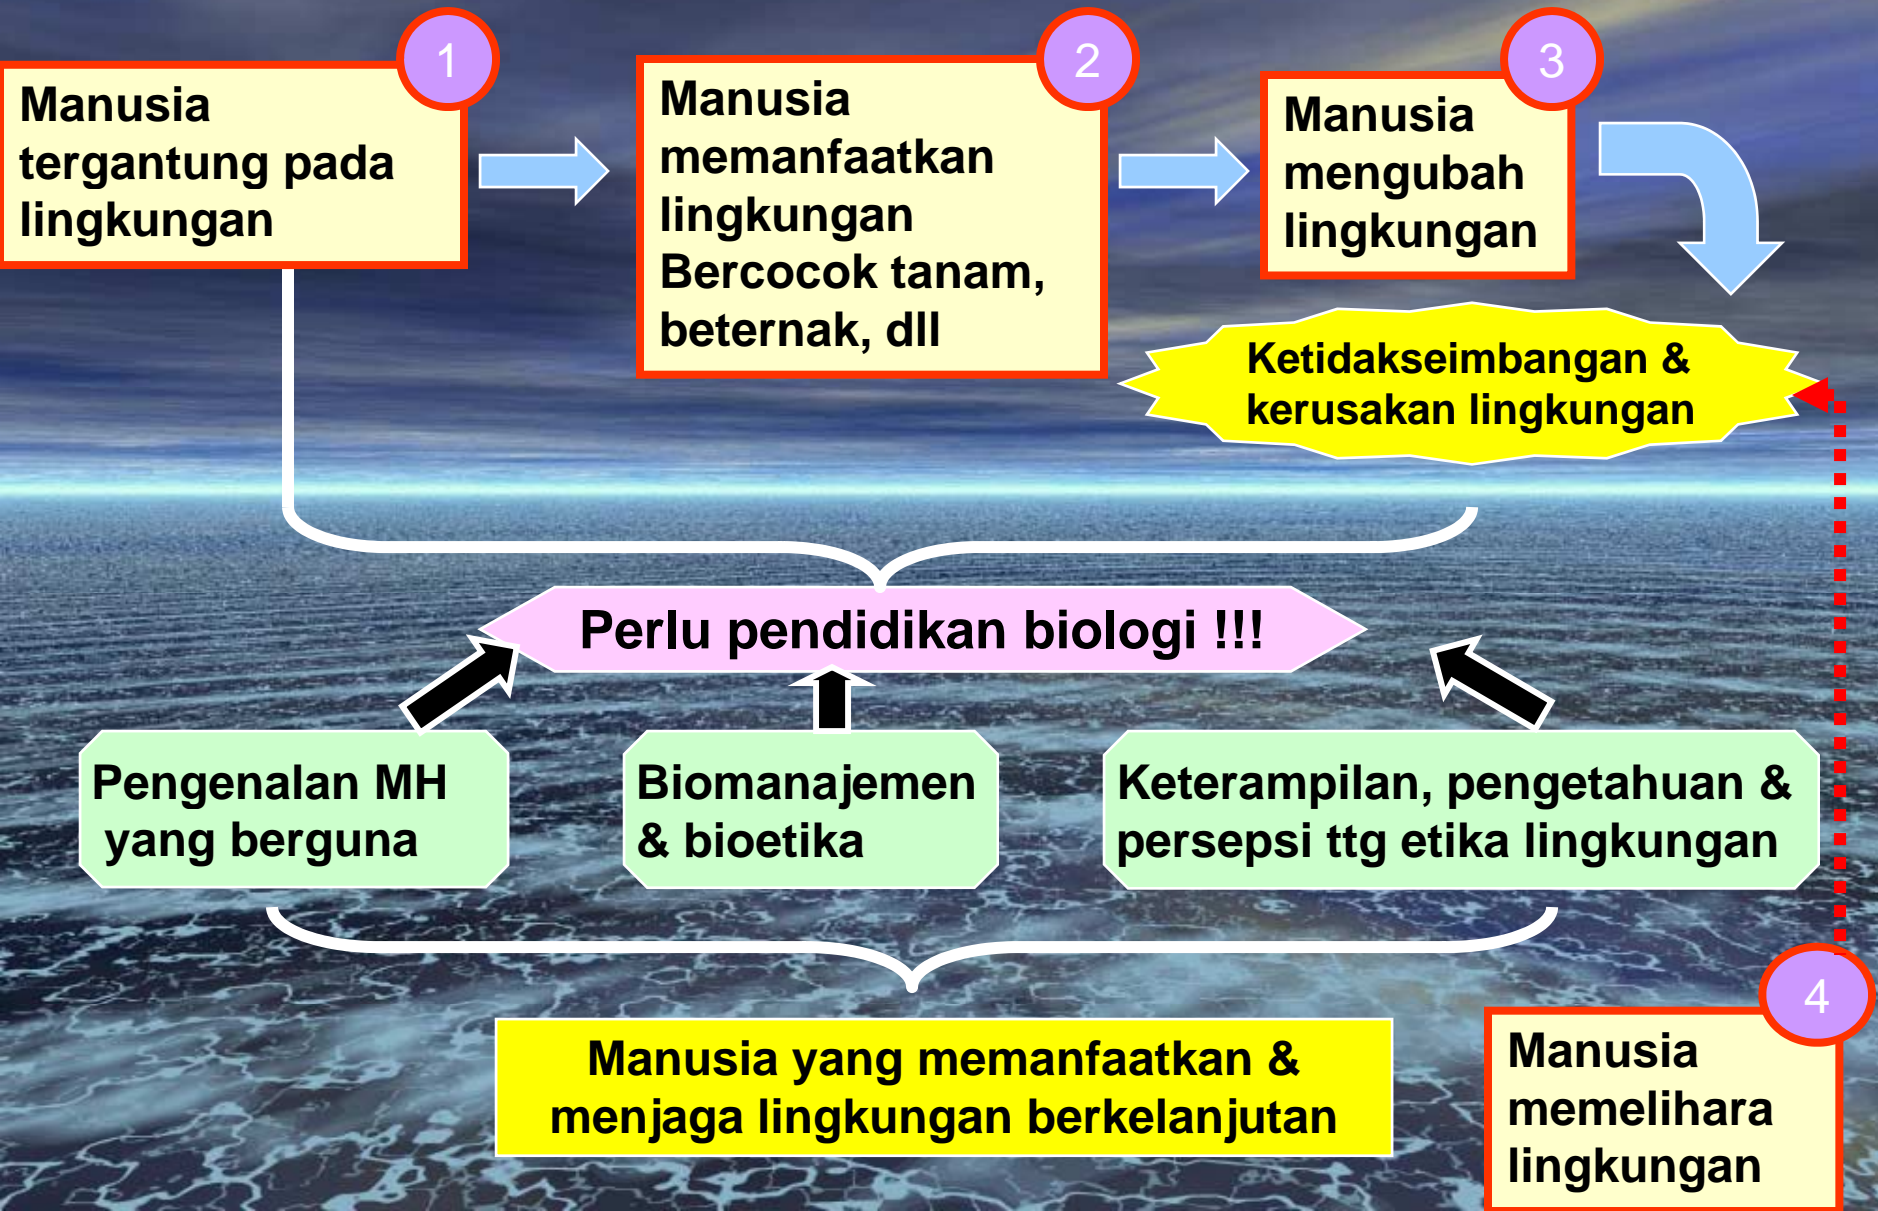 1
Manusia
tergantung pada
lingkungan
2
Manusia
memanfaatkan
lingkungan
Bercocok tanam,
beternak, dll
3
Manusia
mengubah
lingkungan
Ketidakseimbangan &
kerusakan lingkungan
Perlu pendidikan biologi !!!
Pengenalan MH
yang berguna
Biomanajemen
& bioetika
Keterampilan, pengetahuan &
persepsi ttg etika lingkungan
Manusia yang memanfaatkan &
menjaga lingkungan berkelanjutan
4
Manusia
memelihara
lingkungan